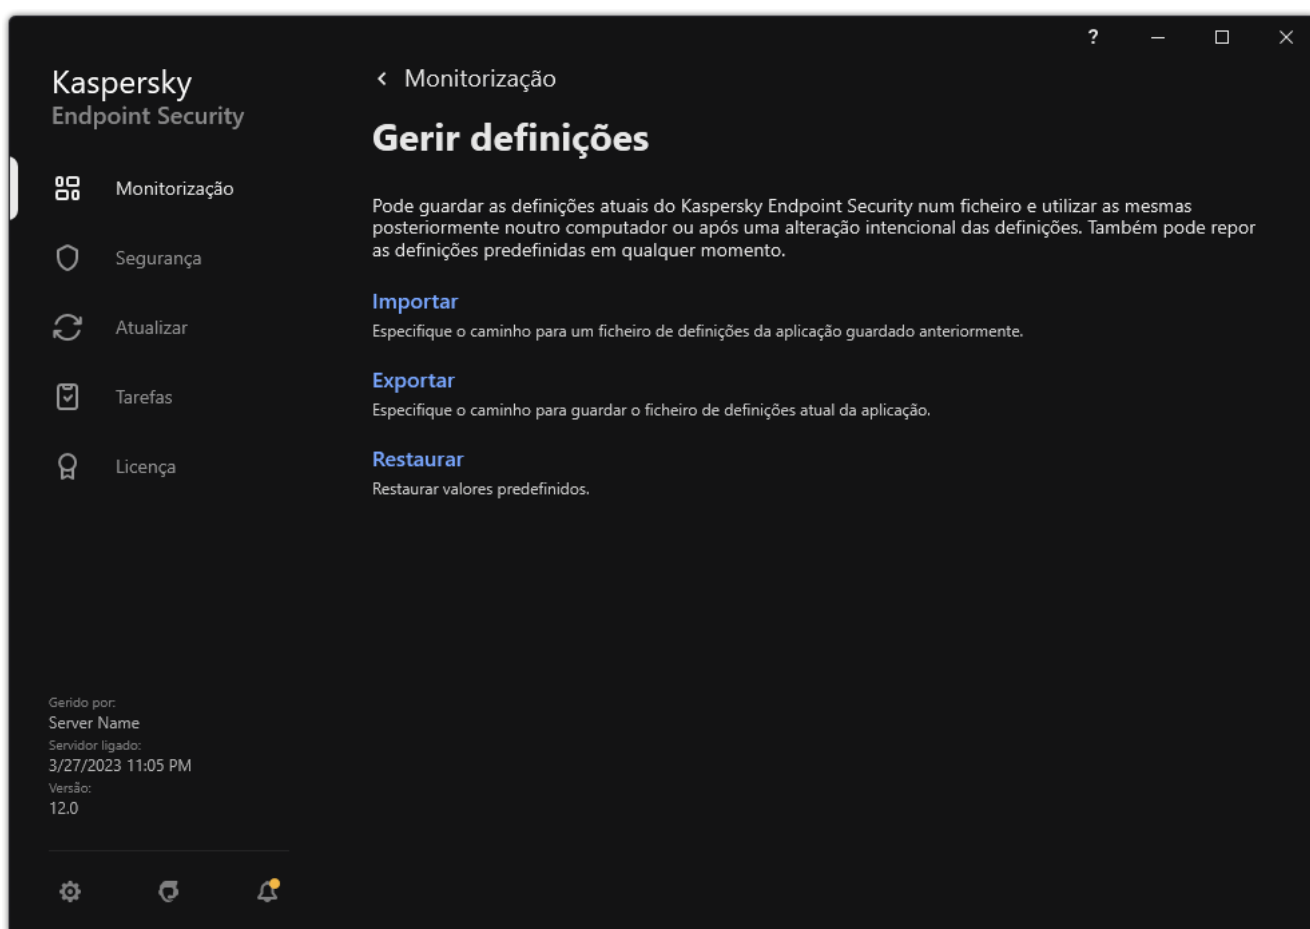 ?
Kaspersky
Endpoint Security
Monitorização
Segurança
Atualizar
Tarefas
Licença
Gerido por:
Server Name
Servidor ligado:
3/27/2023 11:05 PM
Versão:
12.0
Monitorização
Gerir definições
Pode guardar as definições atuais do Kaspersky Endpoint Security num ficheiro e utilizar as mesmas
posteriormente noutro computador ou após uma alteração intencional das definições. Também pode repor
as definições predefinidas em qualquer momento.
Importar
Especifique o caminho para um ficheiro de definições da aplicação guardado anteriormente.
Exportar
Especifique o caminho para guardar o ficheiro de definições atual da aplicação.
Restaurar
Restaurar valores predefinidos.